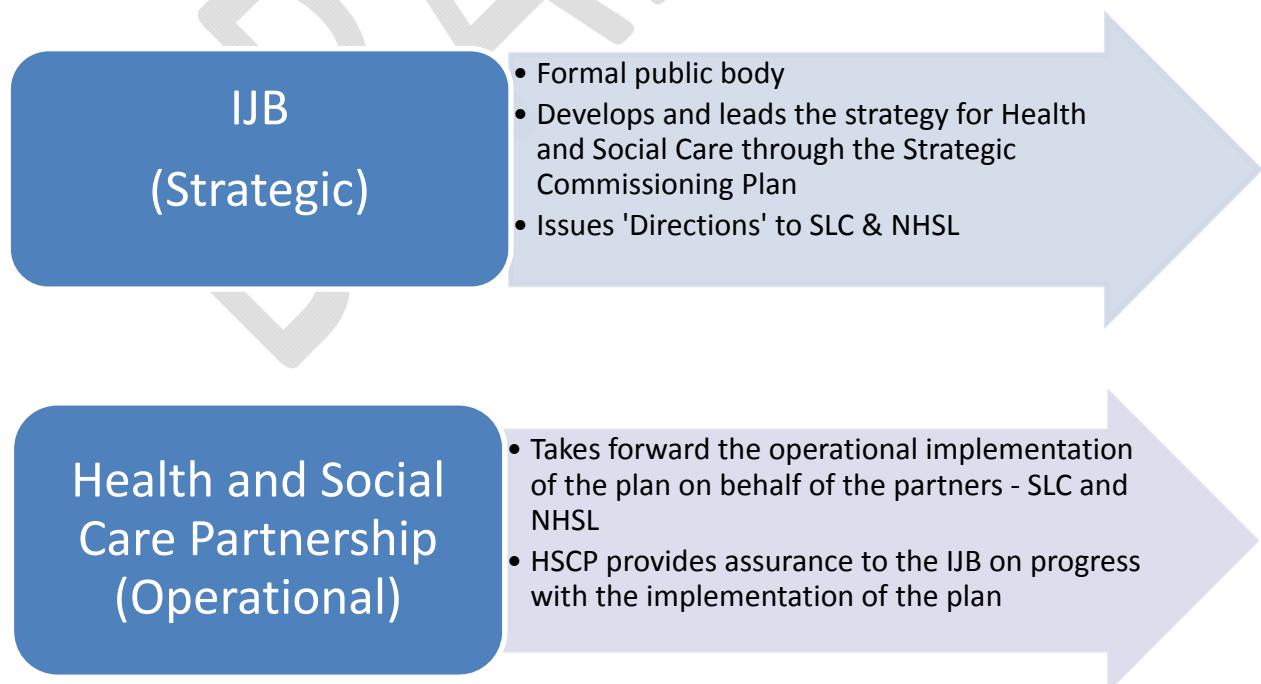 IJB
(Strategic)
• Formal public body
• Develops and leads the strategy for Health
and Social Care through the Strategic
Commissioning Plan
• Issues 'Directions' to SLC & NHSL
Health and Social
Care Partnership
(Operational)
• Takes forward the operational implementation
of the plan on behalf of the partners - SLC and
NHSL
• HSCP provides assurance to the IJB on progress
with the implementation of the plan